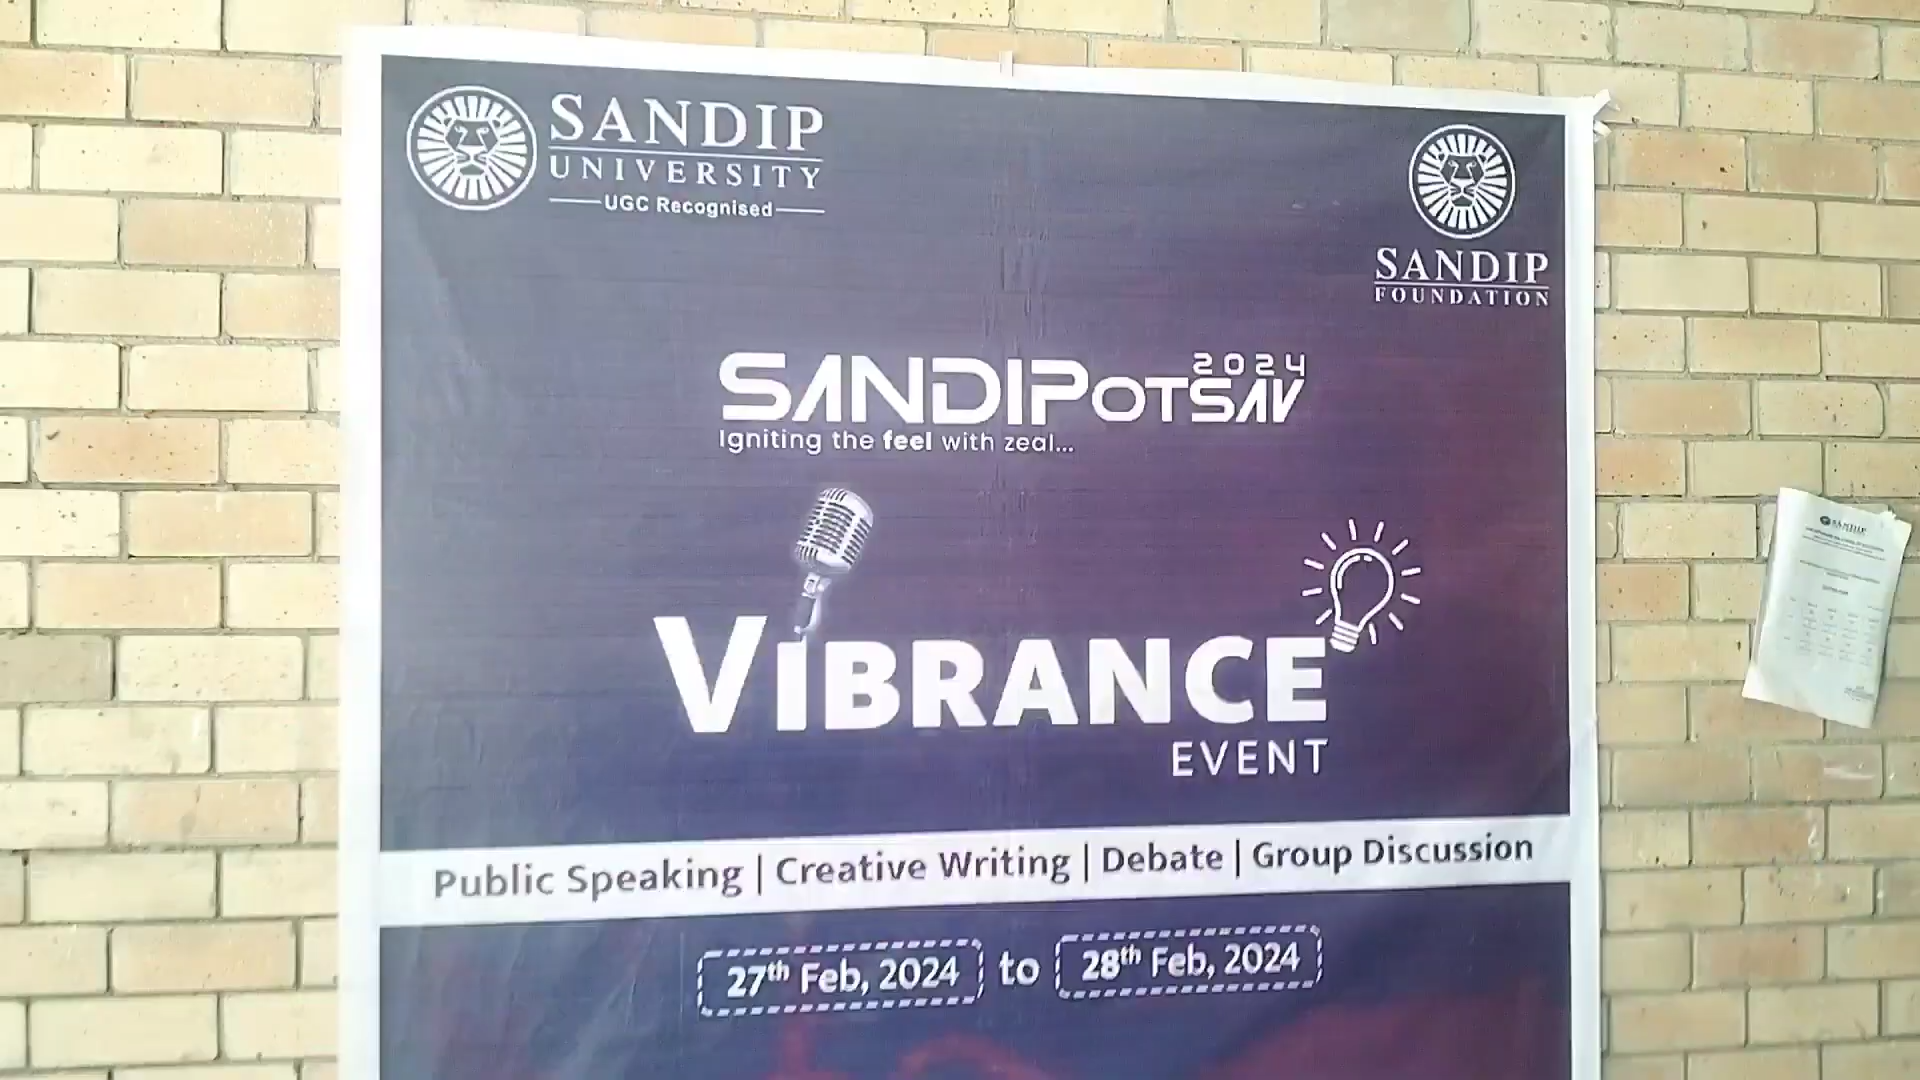 SANDIP
UNIVERSITY
UGC Recognised
SANDIP
FOUNDATION
SANDIPOTSAV 2024
Igniting the feel with zeal...
VIBRANCE
EVENT
Public Speaking | Creative Writing | Debate | Group Discussion
27th Feb, 2024 to 28th Feb, 2024
SANDIP